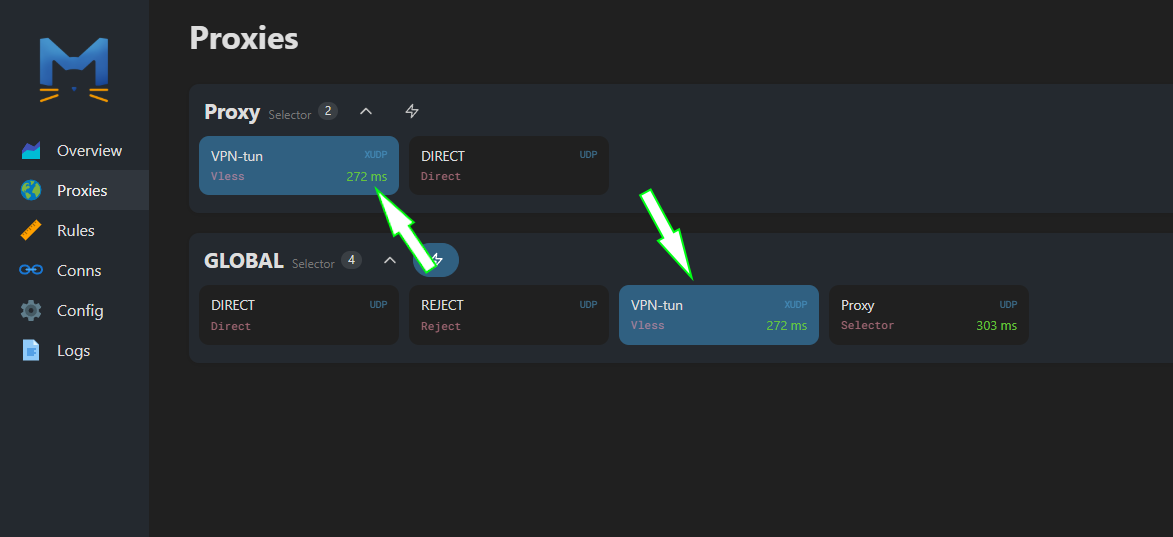 Proxies
Overview
Proxies
Rules
Conns
Config
Logs
Proxy Selector 2
VPN-tun XUDP
Vless 272 ms
DIRECT UDP
Direct
GLOBAL Selector 4
DIRECT UDP
Direct
REJECT UDP
Reject
VPN-tun XUDP
Vless 272 ms
Proxy UDP
Selector 303 ms